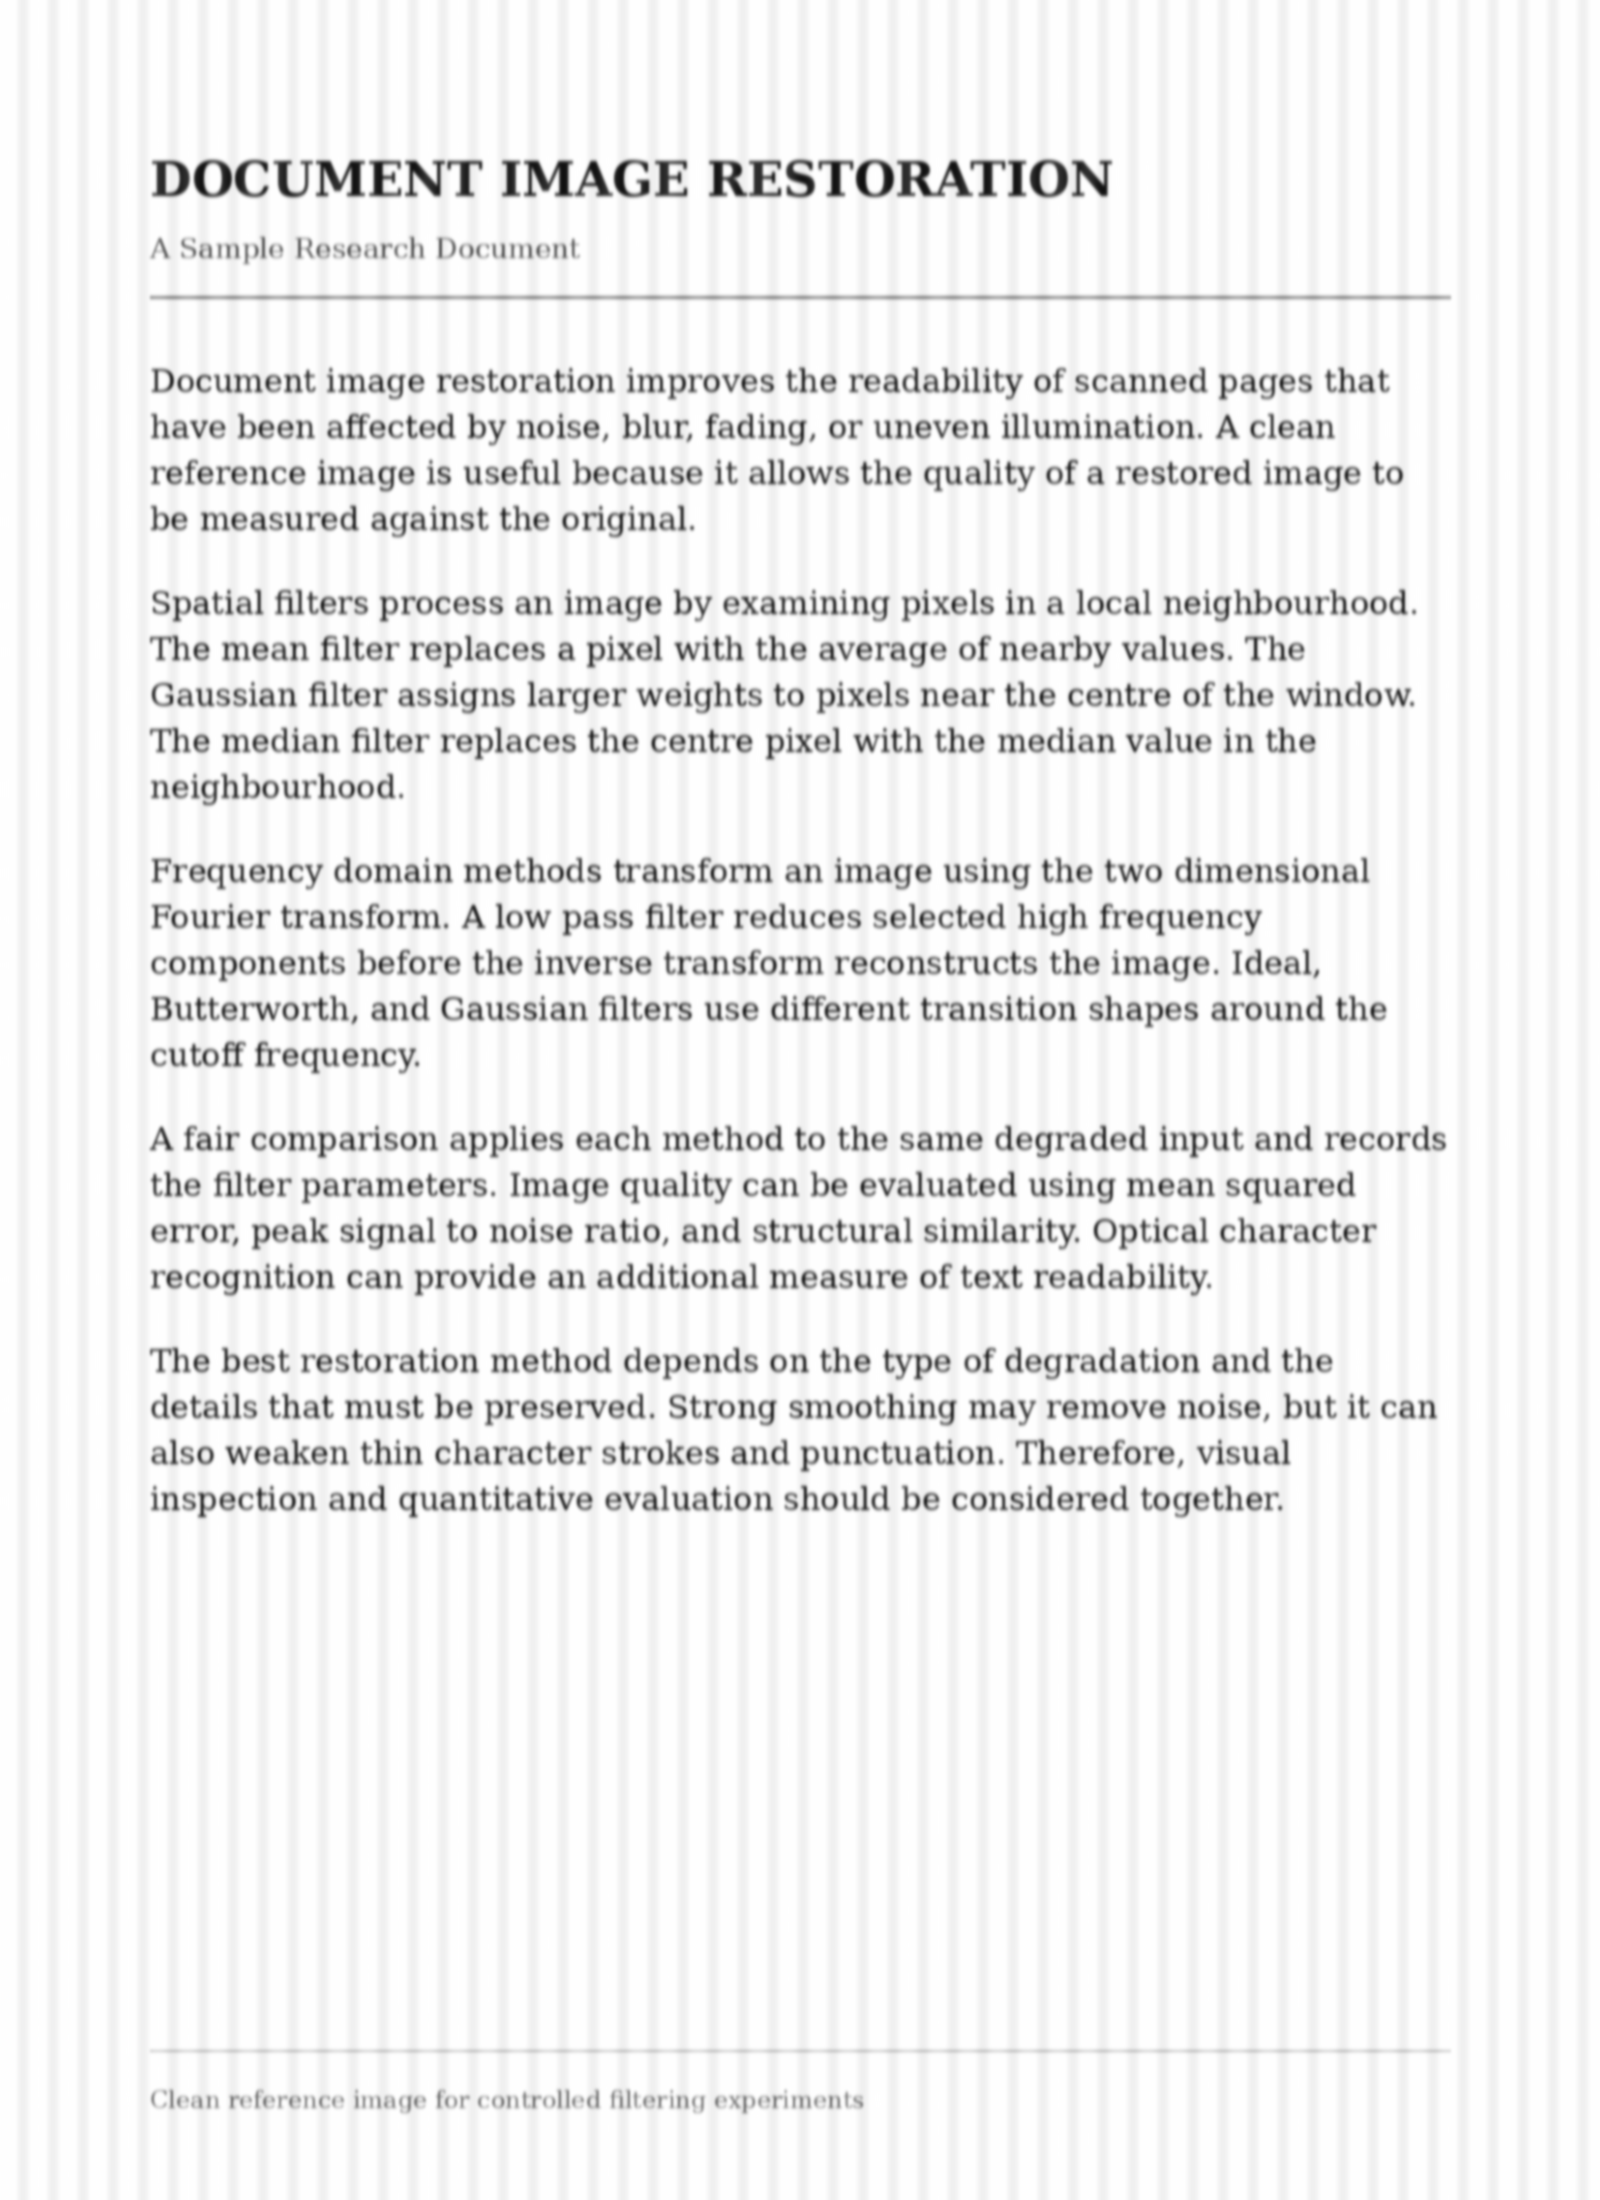 DOCUMENT IMAGE RESTORATION
A Sample Research Document
Document image restoration improves the readability of scanned pages that
have been affected by noise, blur, fading, or uneven illumination. A clean
reference image is useful because it allows the quality of a restored image to
be measured against the original.
Spatial filters process an image by examining pixels in a local neighbourhood.
The mean filter replaces a pixel with the average of nearby values. The
Gaussian filter assigns larger weights to pixels near the centre of the window.
The median filter replaces the centre pixel with the median value in the
neighbourhood.
Frequency domain methods transform an image using the two dimensional
Fourier transform. A low pass filter reduces selected high frequency
components before the inverse transform reconstructs the image. Ideal,
Butterworth, and Gaussian filters use different transition shapes around the
cutoff frequency.
A fair comparison applies each method to the same degraded input and records
the filter parameters. Image quality can be evaluated using mean squared
error, peak signal to noise ratio, and structural similarity. Optical character
recognition can provide an additional measure of text readability.
The best restoration method depends on the type of degradation and the
details that must be preserved. Strong smoothing may remove noise, but it can
also weaken thin character strokes and punctuation. Therefore, visual
inspection and quantitative evaluation should be considered together.
Clean reference image for controlled filtering experiments